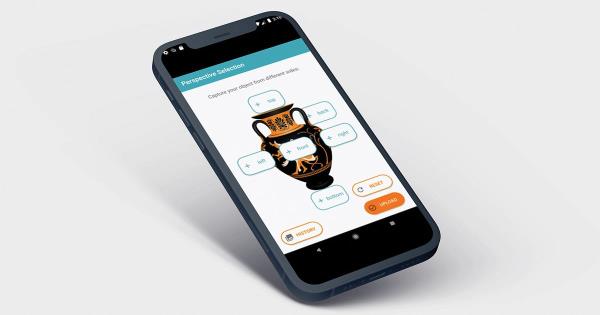 Perspective Selection
Capture your object from different sides:
+ top
+ back
+ left
+ front
+ right
+ bottom
RESET
UPLOAD
HISTORY